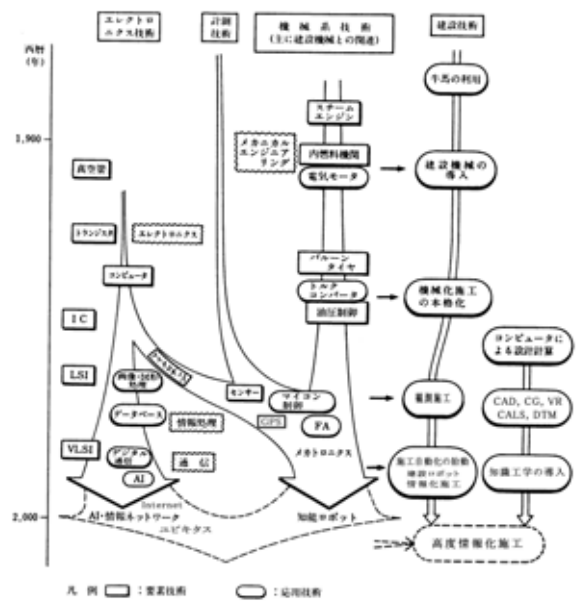 エレクトロ
ニクス技術
計測
技術
機械系技術
(主に建設機械との関連)
建設技術
西暦
(年)
牛馬の利用
スチーム
エンジン
1,900
メカニカル
エンジニア
リング
内燃料機関
電気モータ
建設機械の
導入
真空管
トランジスタ
エレクトロニクス
コンピュータ
バルーン
タイヤ
トルク
コンバータ
油圧制御
機械化施工
の本格化
IC
コンピュータに
よる設計計算
LSI
画像・図形
処理
センサー
マイコン
制御
CAD, CG, VR
CALS, DTM
データベース
情報処理
GPS
FA
VLSI
デジタル
通信
通信
メカトロニクス
施工自動化の胎動
建設ロボット
情報化施工
知識工学の導入
AI
Internet
2,000
AI・情報ネットワーク
ユビキタス
知能ロボット
高度情報化施工
凡例
:要素技術
:応用技術